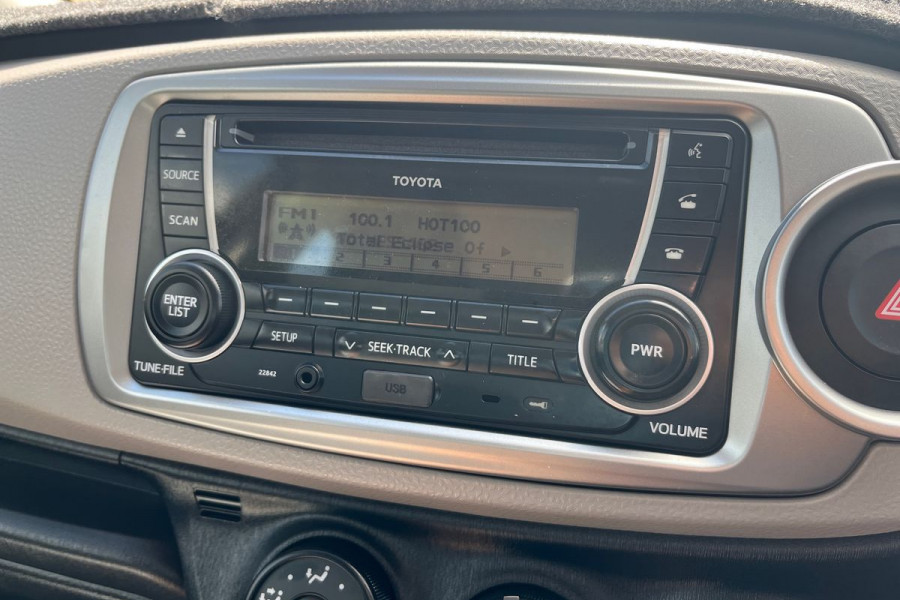 SOURCE
SCAN
TOYOTA
FM1 100.1 HOT100
Total Eclipse Of
2 3 4 5 6
ENTER
LIST
TUNE·FILE
SETUP
SEEK·TRACK
TITLE
22842
USB
PWR
VOLUME